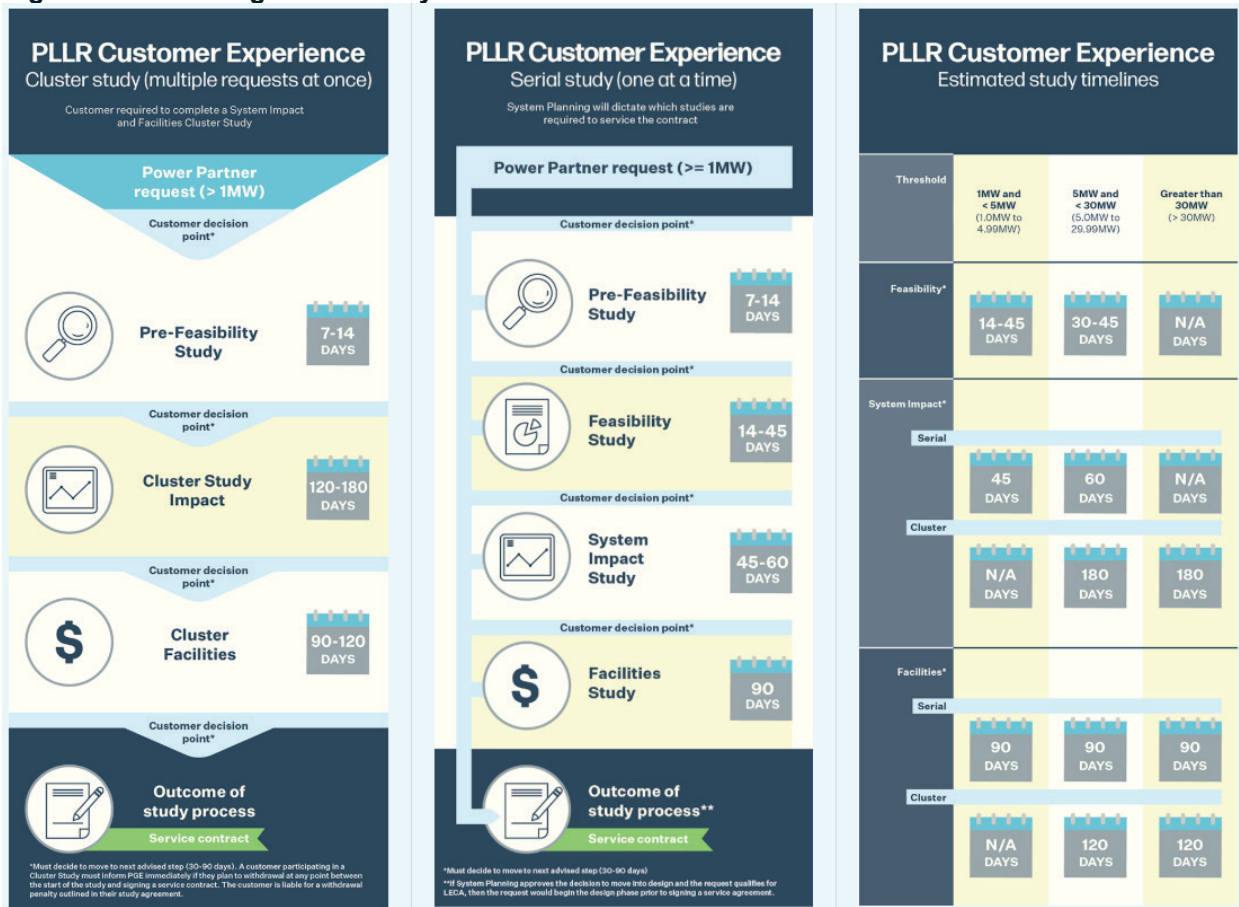 PLLR Customer Experience
Cluster study (multiple requests at once)
Customer required to complete a System Impact
and Facilities Cluster Study
Power Partner
request (> 1MW)
Customer decision
point*
Pre-Feasibility
Study
7-14
DAYS
Customer decision
point*
Cluster Study
Impact
120-180
DAYS
Customer decision
point*
$
Cluster
Facilities
90-120
DAYS
Customer decision
point*
Outcome of
study process
Service contract
*Must decide to move to next advised step (30-90 days). A customer participating in a
Cluster Study must inform PGE immediately if they plan to withdrawal at any point between
the start of the study and signing a service contract. The customer is liable for a withdrawal
penalty outlined in their study agreement.
PLLR Customer Experience
Serial study (one at a time)
System Planning will dictate which studies are
required to service the contract
Power Partner request (>= 1MW)
Customer decision point*
Pre-Feasibility
Study
7-14
DAYS
Customer decision point*
Feasibility
Study
14-45
DAYS
Customer decision point*
System
Impact
Study
45-60
DAYS
Customer decision point*
$
Facilities
Study
90
DAYS
Outcome of
study process**
Service contract
*Must decide to move to next advised step (30-90 days)
**If System Planning approves the decision to move into design and the request qualifies for
LECA, then the request would begin the design phase prior to signing a service agreement.
PLLR Customer Experience
Estimated study timelines
Threshold
1MW and
< 5MW
(1.0MW to
4.99MW)
5MW and
< 30MW
(5.0MW to
29.99MW)
Greater than
30MW
(> 30MW)
Feasibility*
14-45
DAYS
30-45
DAYS
N/A
DAYS
System Impact*
Serial
45
DAYS
60
DAYS
N/A
DAYS
Cluster
N/A
DAYS
180
DAYS
180
DAYS
Facilities*
Serial
90
DAYS
90
DAYS
90
DAYS
Cluster
N/A
DAYS
120
DAYS
120
DAYS